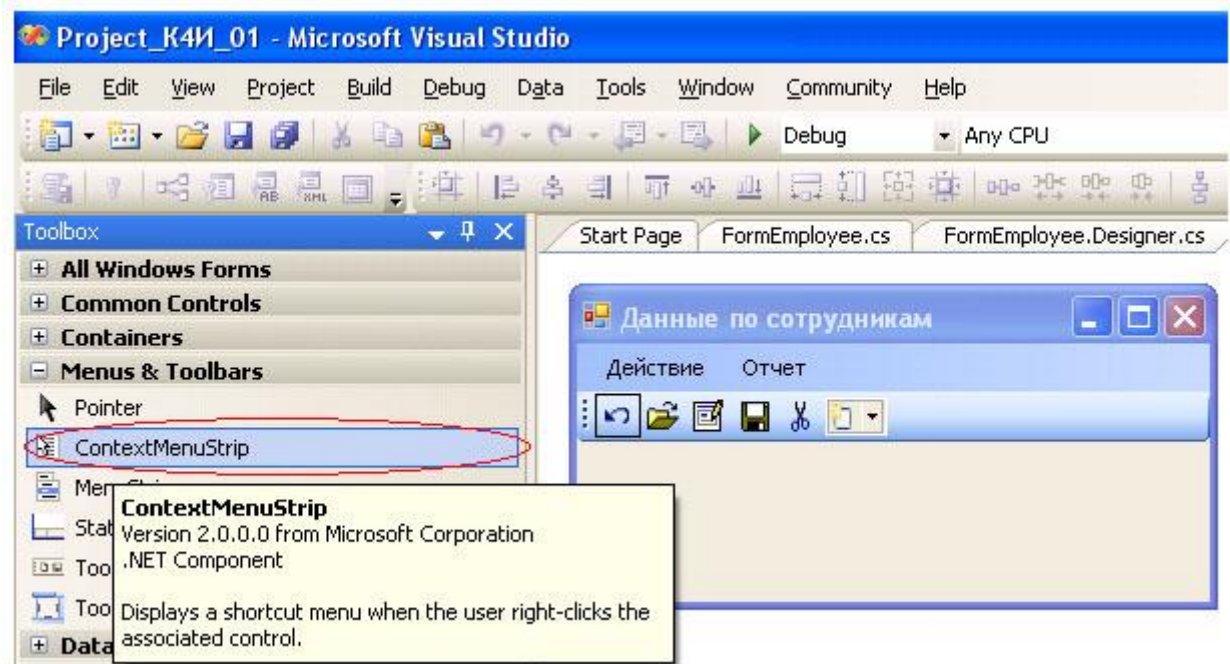 Project_К4И_01 - Microsoft Visual Studio
File Edit View Project Build Debug Data Tools Window Community Help
Debug Any CPU
AB XML
Toolbox
Start Page FormEmployee.cs FormEmployee.Designer.cs
All Windows Forms
Common Controls
Containers
Menus & Toolbars
Pointer
ContextMenuStrip
ContextMenuStrip
Version 2.0.0.0 from Microsoft Corporation
.NET Component
Displays a shortcut menu when the user right-clicks the
associated control.
Data
Данные по сотрудникам
Действие Отчет